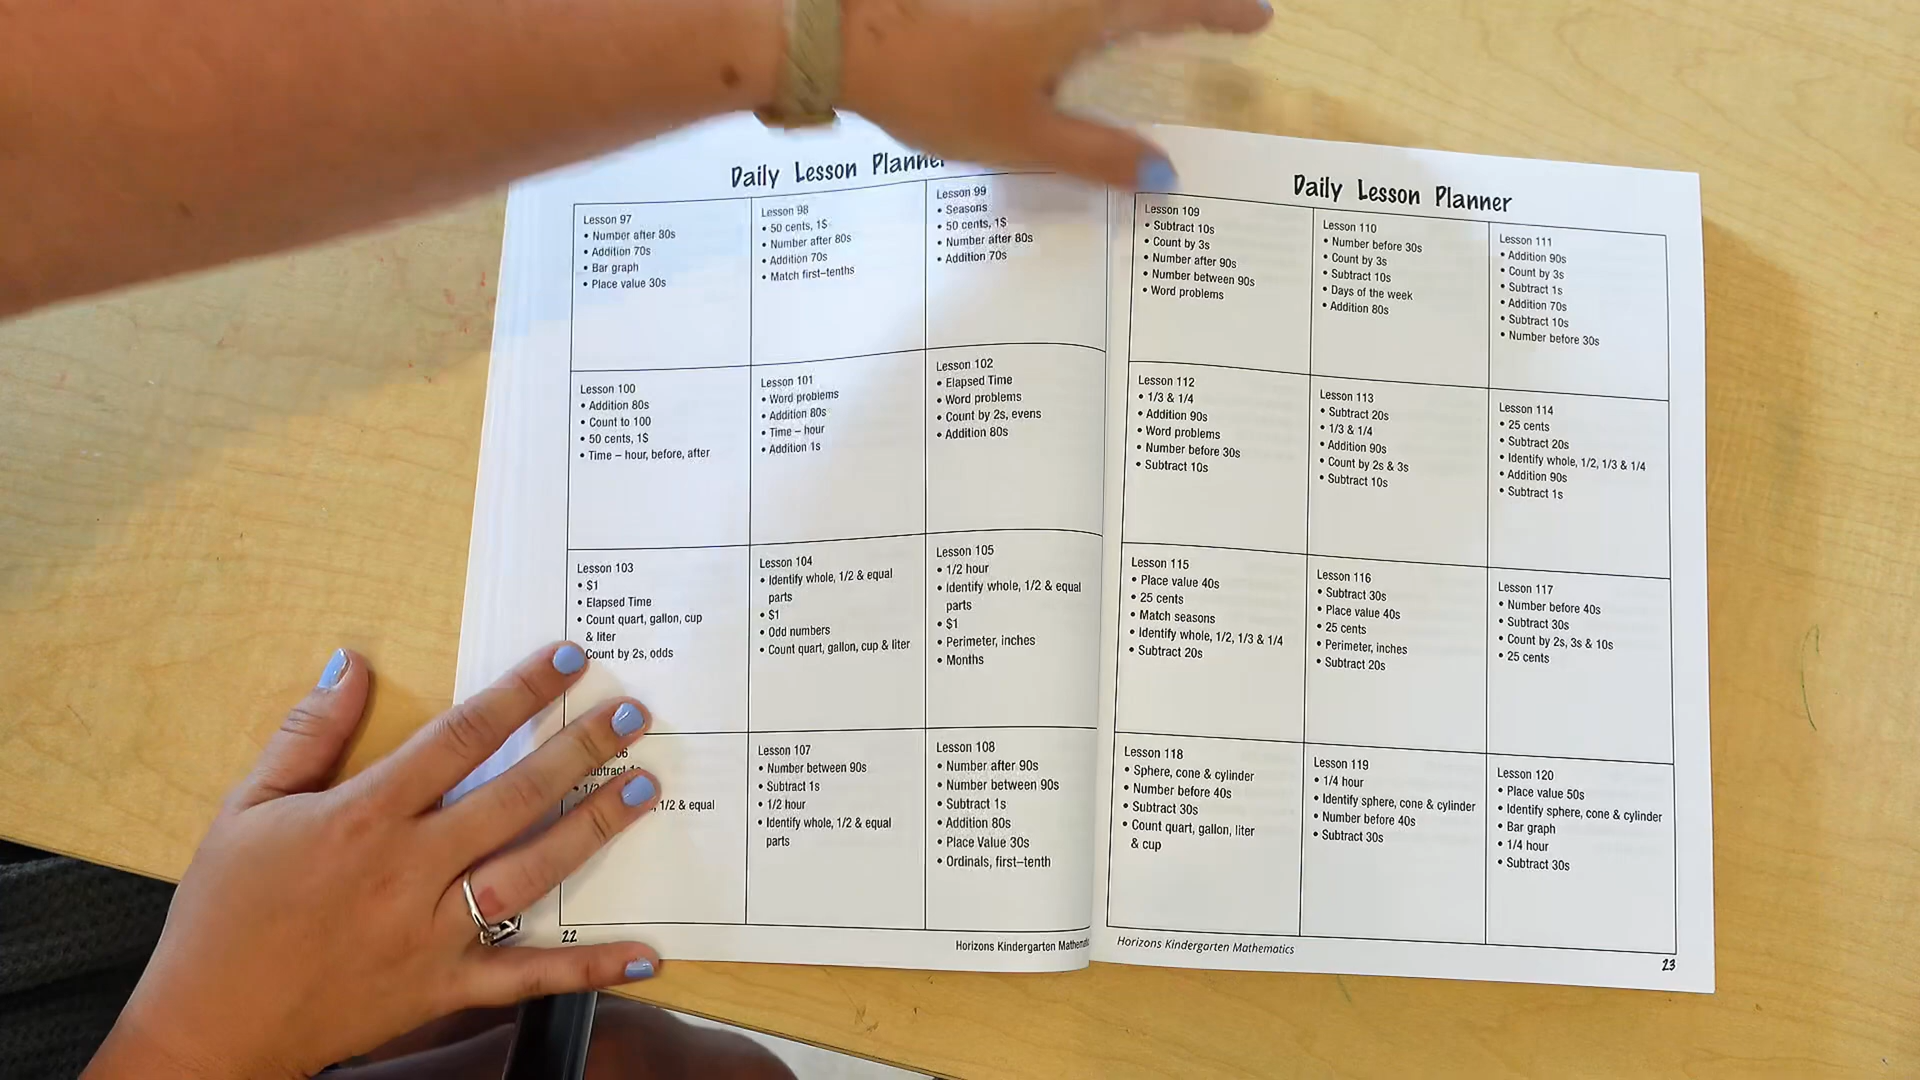 Daily Lesson Planner
Lesson 97
• Number after 30s
• Addition 70s
• Bar graph
• Place value 30s
Lesson 98
• 50 cents, 1$
• Number after 80s
• Addition 70s
• Match first–tenths
Lesson 99
• Seasons
• 50 cents, 1$
• Number after 80s
• Addition 70s
Lesson 100
• Addition 80s
• Count to 100
• 50 cents, 1$
• Time – hour, before, after
Lesson 101
• Word problems
• Addition 80s
• Time – hour
• Addition 1s
Lesson 102
• Elapsed Time
• Word problems
• Count by 2s, evens
• Addition 80s
Lesson 103
• $1
• Elapsed Time
• Count quart, gallon, cup
& liter
Count by 2s, odds
Lesson 104
• Identify whole, 1/2 & equal
parts
• $1
• Odd numbers
• Count quart, gallon, cup & liter
Lesson 105
• 1/2 hour
• Identify whole, 1/2 & equal
parts
• $1
• Perimeter, inches
• Months
06
1/2 & equal
Lesson 107
• Number between 90s
• Subtract 1s
• 1/2 hour
• Identify whole, 1/2 & equal
parts
Lesson 108
• Number after 90s
• Number between 90s
• Subtract 1s
• Addition 80s
• Place Value 30s
• Ordinals, first–tenth
22
Horizons Kindergarten
Daily Lesson Planner
Lesson 109
• Subtract 10s
• Count by 3s
• Number after 90s
• Number between 90s
• Word problems
Lesson 110
• Number before 30s
• Count by 3s
• Subtract 10s
• Days of the week
• Addition 80s
Lesson 111
• Addition 90s
• Count by 3s
• Subtract 1s
• Addition 70s
• Subtract 10s
• Number before 30s
Lesson 112
• 1/3 & 1/4
• Addition 90s
• Word problems
• Number before 30s
• Subtract 10s
Lesson 113
• Subtract 20s
• 1/3 & 1/4
• Addition 90s
• Count by 2s & 3s
• Subtract 10s
Lesson 114
• 25 cents
• Subtract 20s
• Identify whole, 1/2, 1/3 & 1/4
• Addition 90s
• Subtract 1s
Lesson 115
• Place value 40s
• 25 cents
• Match seasons
• Identify whole, 1/2, 1/3 & 1/4
• Subtract 20s
Lesson 116
• Subtract 30s
• Place value 40s
• 25 cents
• Perimeter, inches
• Subtract 20s
Lesson 117
• Number before 40s
• Subtract 30s
• Count by 2s, 3s & 10s
• 25 cents
Lesson 118
• Sphere, cone & cylinder
• Number before 40s
• Subtract 30s
• Count quart, gallon, liter
& cup
Lesson 119
• 1/4 hour
• Identify sphere, cone & cylinder
• Number before 40s
• Subtract 30s
Lesson 120
• Place value 50s
• Identify sphere, cone & cylinder
• Bar graph
• 1/4 hour
• Subtract 30s
Horizons Kindergarten Mathematics
23